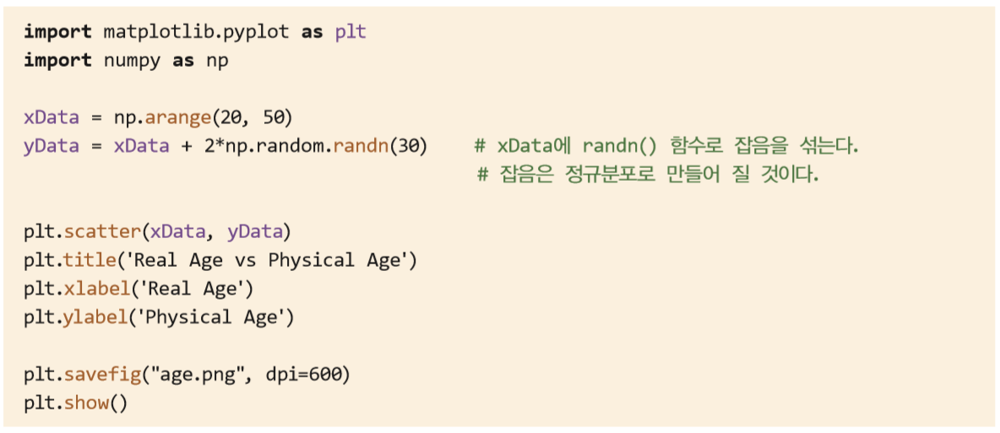 import matplotlib.pyplot as plt
import numpy as np
xData = np.arange(20, 50)
yData = xData + 2*np.random.randn(30)    # xData에 randn() 함수로 잡음을 섞는다.
# 잡음은 정규분포로 만들어 질 것이다.
plt.scatter(xData, yData)
plt.title('Real Age vs Physical Age')
plt.xlabel('Real Age')
plt.ylabel('Physical Age')
plt.savefig("age.png", dpi=600)
plt.show()